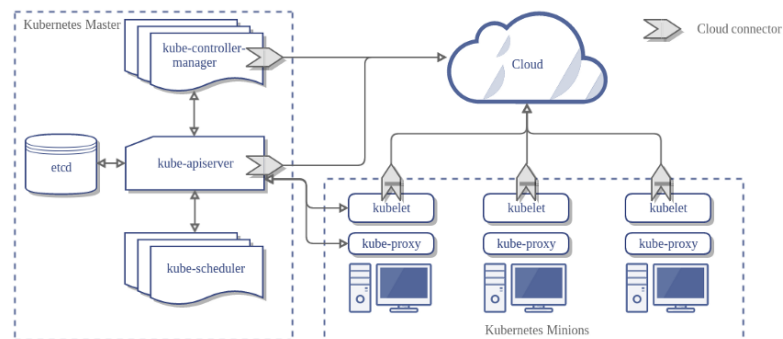 Kubernetes Master
kube-controller-
manager
Cloud
Cloud connector
etcd
kube-apiserver
kube-scheduler
kubelet
kubelet
kubelet
kube-proxy
kube-proxy
kube-proxy
Kubernetes Minions